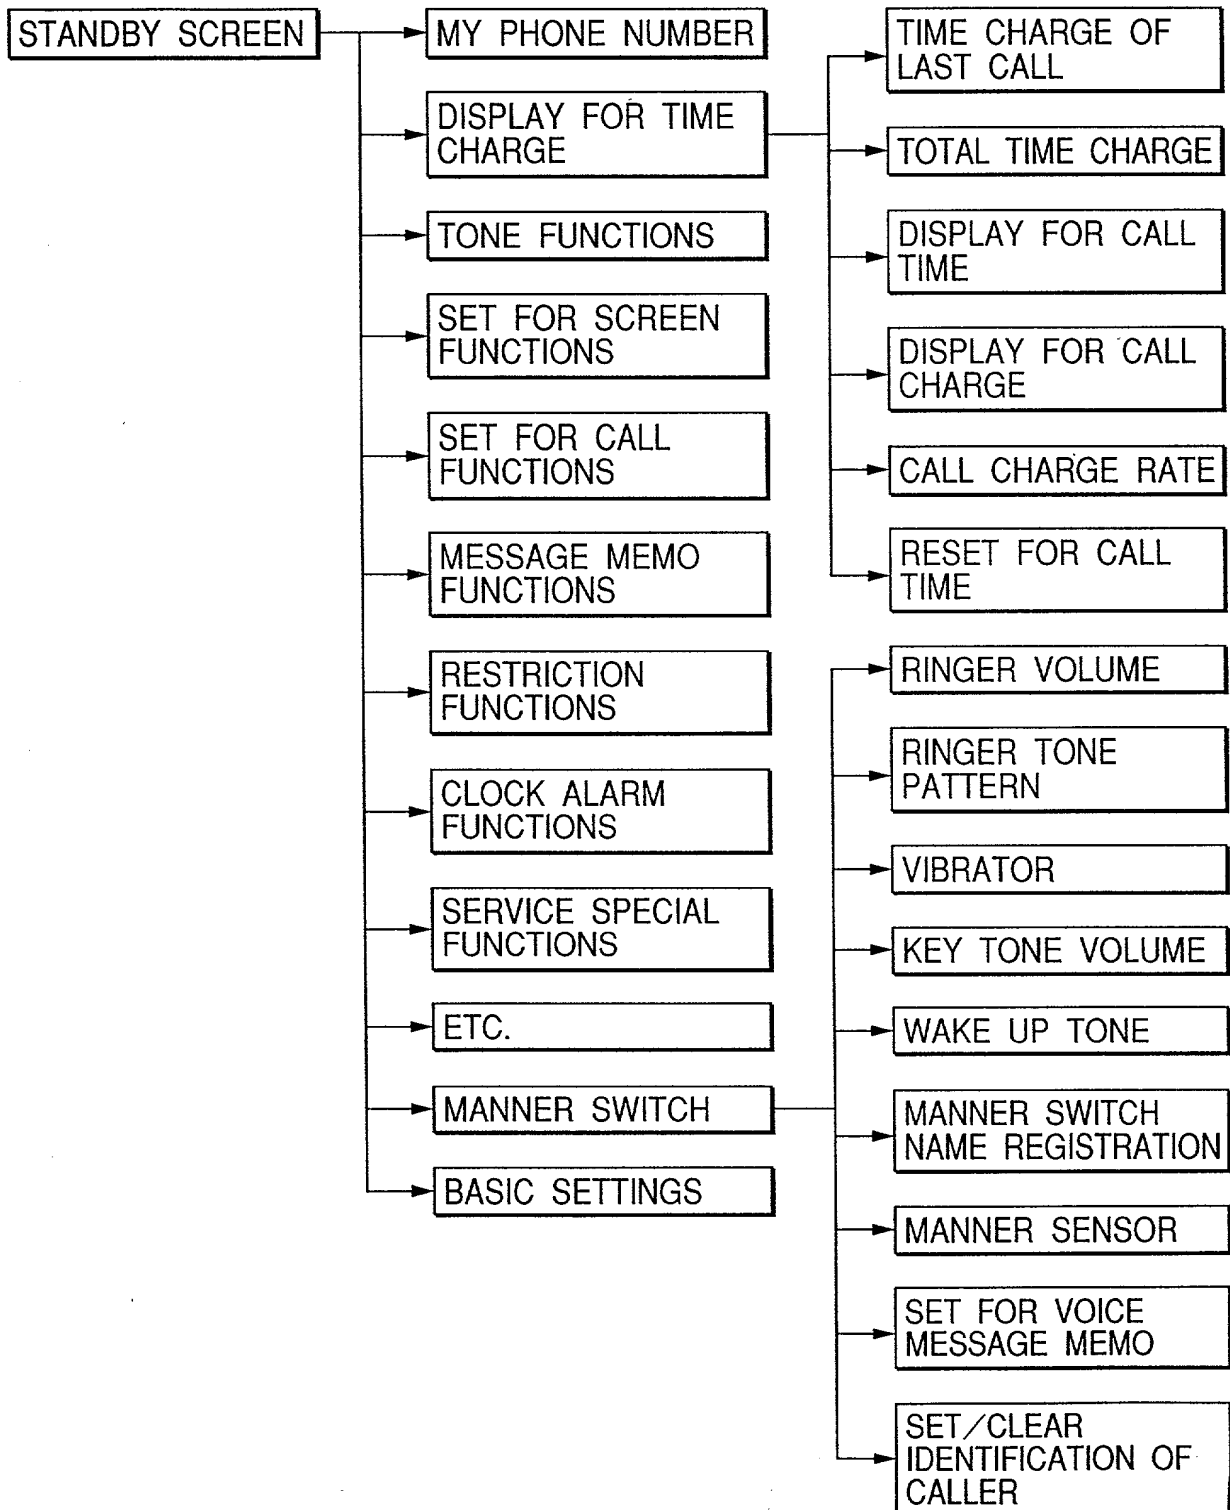 STANDBY SCREEN
MY PHONE NUMBER
DISPLAY FOR TIME
CHARGE
TONE FUNCTIONS
SET FOR SCREEN
FUNCTIONS
SET FOR CALL
FUNCTIONS
MESSAGE MEMO
FUNCTIONS
RESTRICTION
FUNCTIONS
CLOCK ALARM
FUNCTIONS
SERVICE SPECIAL
FUNCTIONS
ETC.
MANNER SWITCH
BASIC SETTINGS
TIME CHARGE OF
LAST CALL
TOTAL TIME CHARGE
DISPLAY FOR CALL
TIME
DISPLAY FOR CALL
CHARGE
CALL CHARGE RATE
RESET FOR CALL
TIME
RINGER VOLUME
RINGER TONE
PATTERN
VIBRATOR
KEY TONE VOLUME
WAKE UP TONE
MANNER SWITCH
NAME REGISTRATION
MANNER SENSOR
SET FOR VOICE
MESSAGE MEMO
SET/CLEAR
IDENTIFICATION OF
CALLER